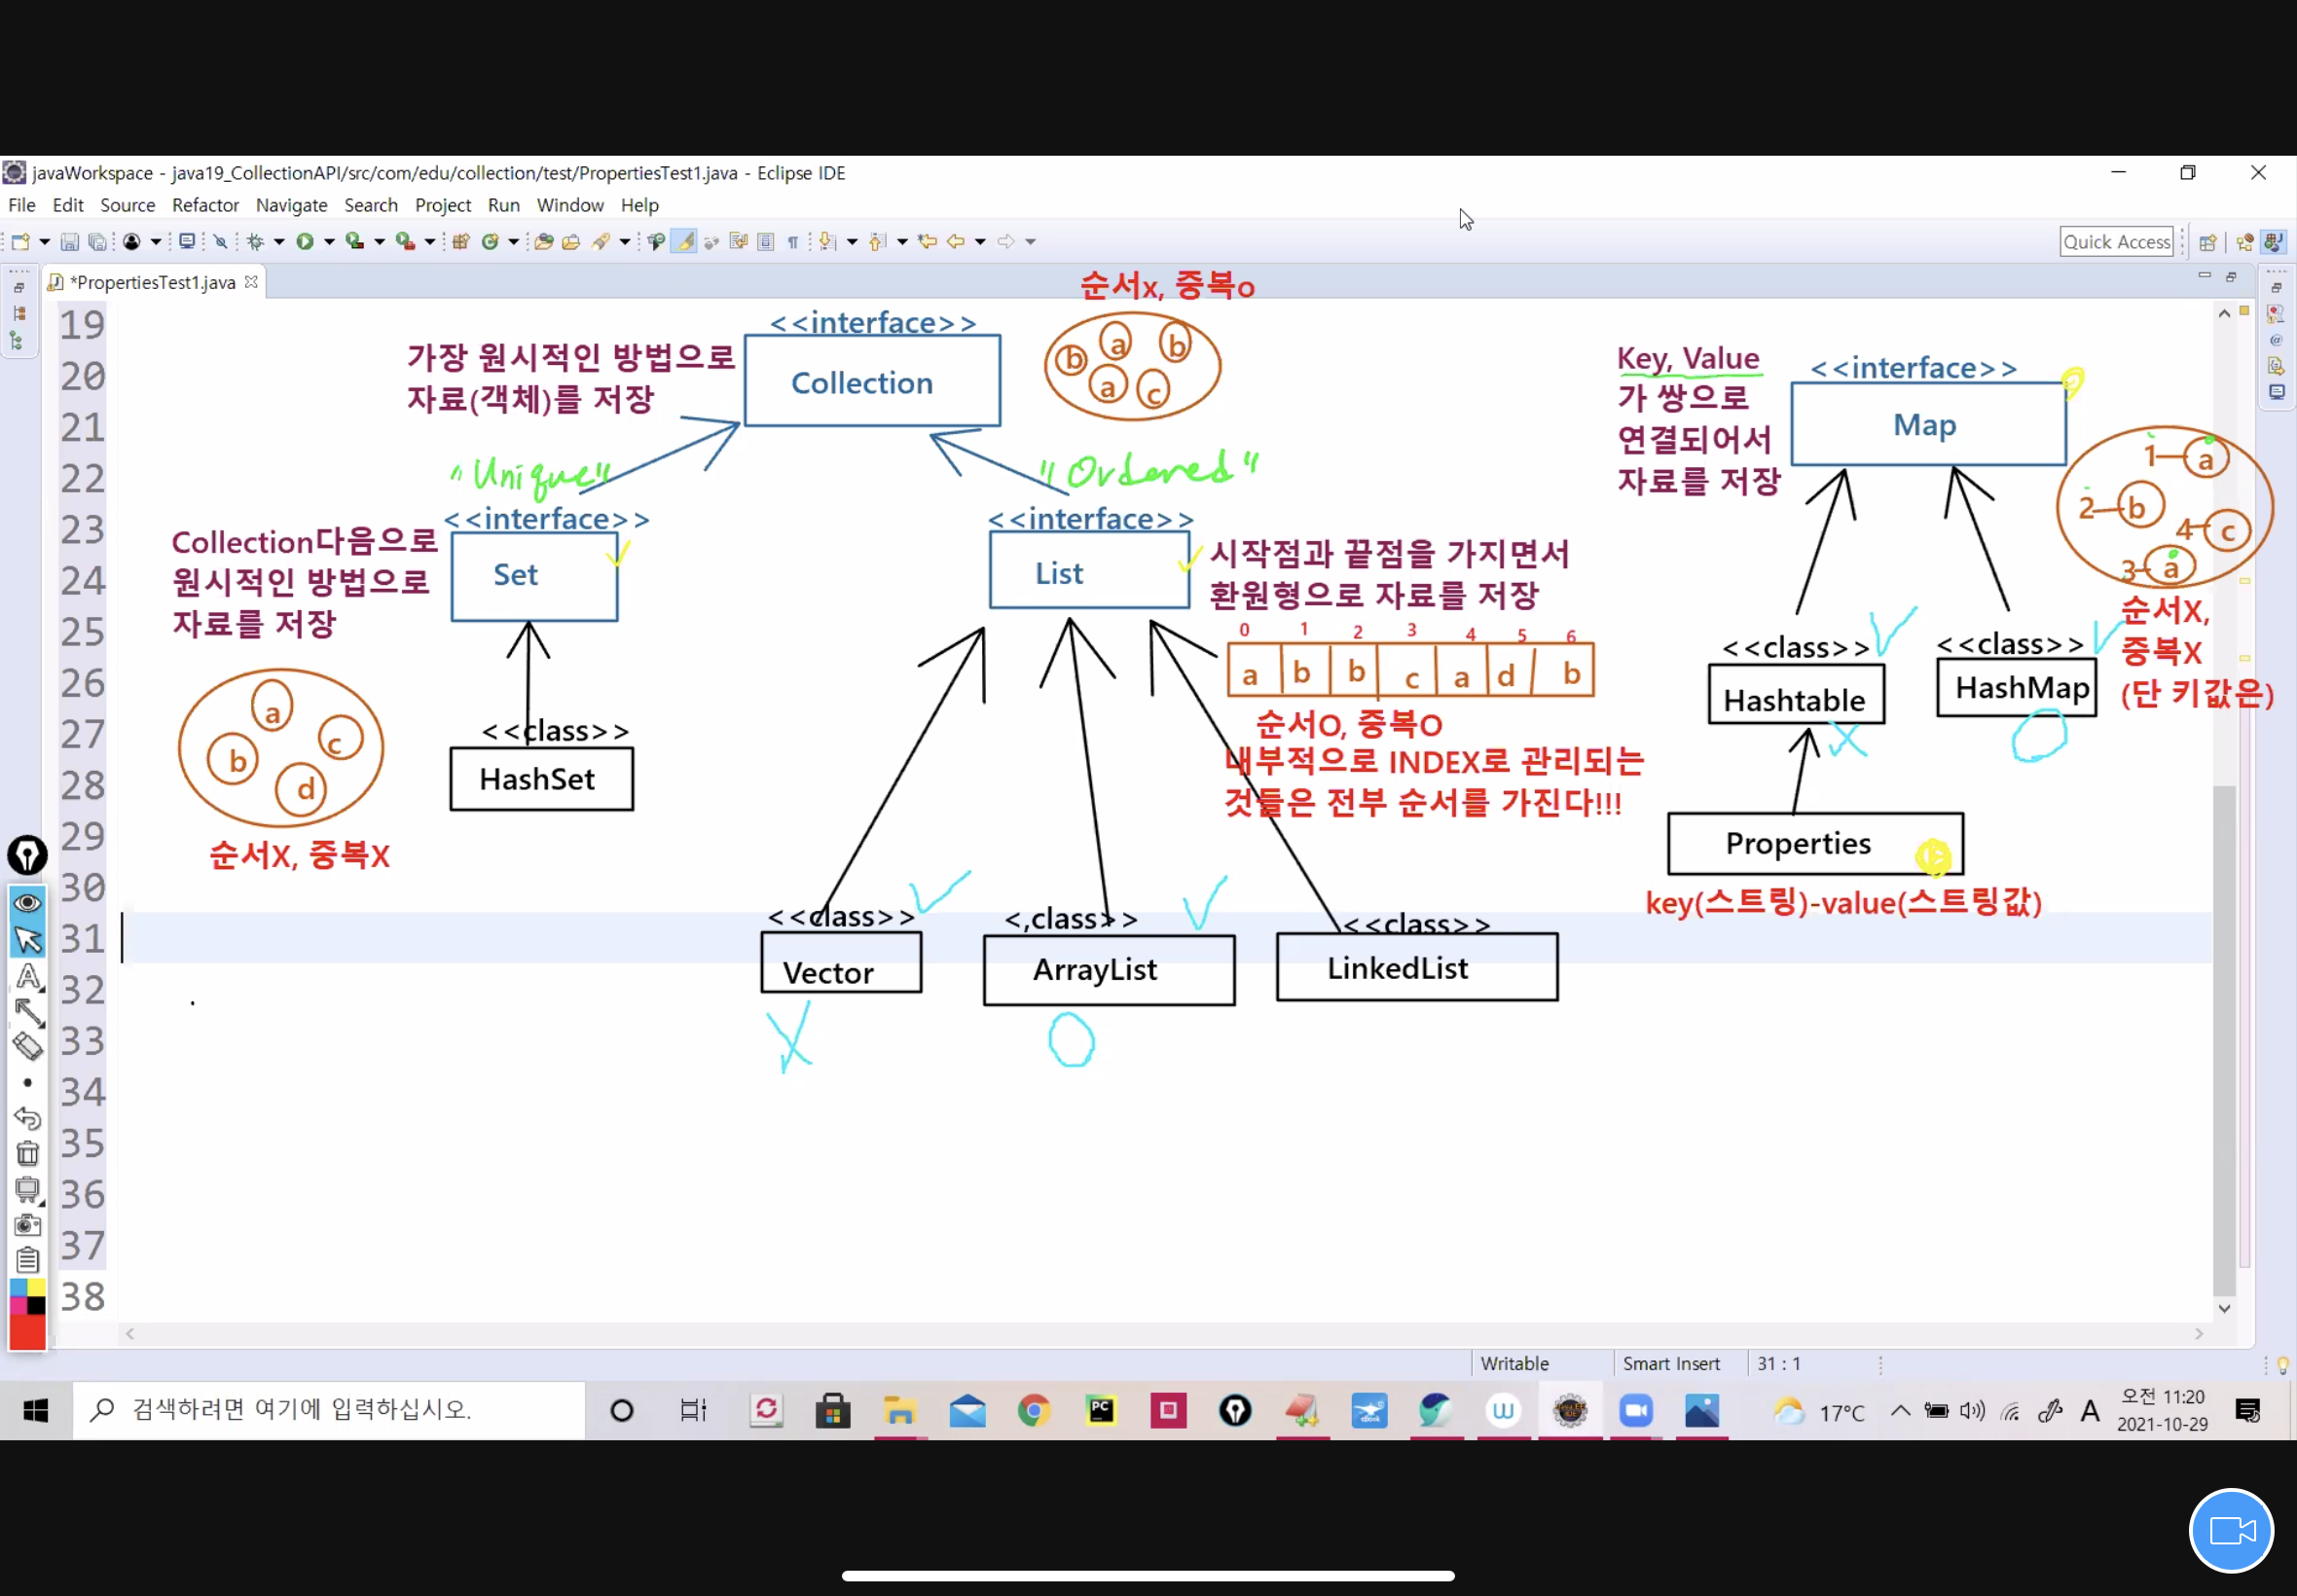 javaWorkspace - java19_CollectionAPI/src/com/edu/collection/test/PropertiesTest1.java - Eclipse IDE
File Edit Source Refactor Navigate Search Project Run Window Help
Quick Access
*PropertiesTest1.java
19
20
21
22
23
24
25
26
27
28
29
30
31
32
33
34
35
36
37
38
순서x, 중복o
<<interface>>
Collection
가장 원시적인 방법으로
자료(객체)를 저장
b a b
a c
"Unique"
"Ordered"
<<interface>>
Set
Collection다음으로
원시적인 방법으로
자료를 저장
a
b c
d
순서X, 중복X
<<class>>
HashSet
<<interface>>
List
시작점과 끝점을 가지면서
환원형으로 자료를 저장
0 1 2 3 4 5 6
a b b c a d b
순서O, 중복O
내부적으로 INDEX로 관리되는
것들은 전부 순서를 가진다!!!
<<class>>
Vector
X
<,class>>
ArrayList
O
<<class>>
LinkedList
Key, Value
가 쌍으로
연결되어서
자료를 저장
<<interface>>
Map
1 a
2 b
4 c
3 a
순서X,
중복X
(단 키값은)
<<class>>
Hashtable
X
<<class>>
HashMap
O
Properties
key(스트링)-value(스트링값)
Writable Smart Insert 31 : 1
검색하려면 여기에 입력하십시오.
PC
17°C
A
오전 11:20
2021-10-29